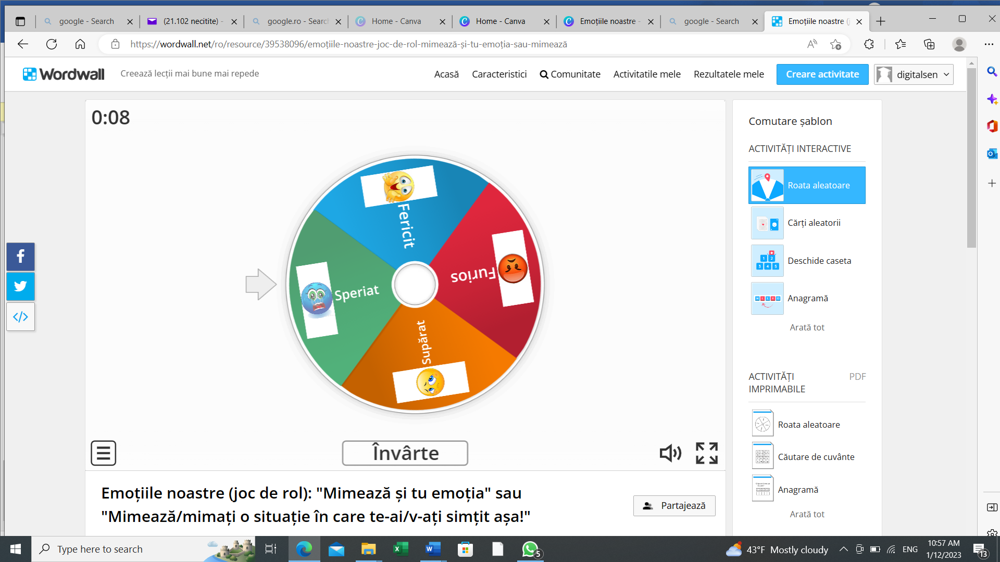 google - Search
(21.102 necitite) -
google.ro - Search
Home - Canva
Home - Canva
Emoțiile noastre -
google - Search
Emoțiile noastre (j
https://wordwall.net/ro/resource/39538096/emoțiile-noastre-joc-de-rol-mimează-și-tu-emoția-sau-mimează
Wordwall
Creează lecții mai bune mai repede
Acasă
Caracteristici
Comunitate
Activitatile mele
Rezultatele mele
Creare activitate
digitalsen
0:08
Fericit
Furios
Speriat
Supărat
Învârte
Comutare șablon
ACTIVITĂȚI INTERACTIVE
Roata aleatoare
Cărți aleatorii
Deschide caseta
Anagramă
Arată tot
ACTIVITĂȚI
IMPRIMABILE
PDF
Roata aleatoare
Căutare de cuvânte
Anagramă
Arată tot
Emoțiile noastre (joc de rol): "Mimează și tu emoția" sau
"Mimează/mimați o situație în care te-ai/v-ați simțit așa!"
Partajează
Type here to search
5
43°F Mostly cloudy
ENG
10:57 AM
1/12/2023
13